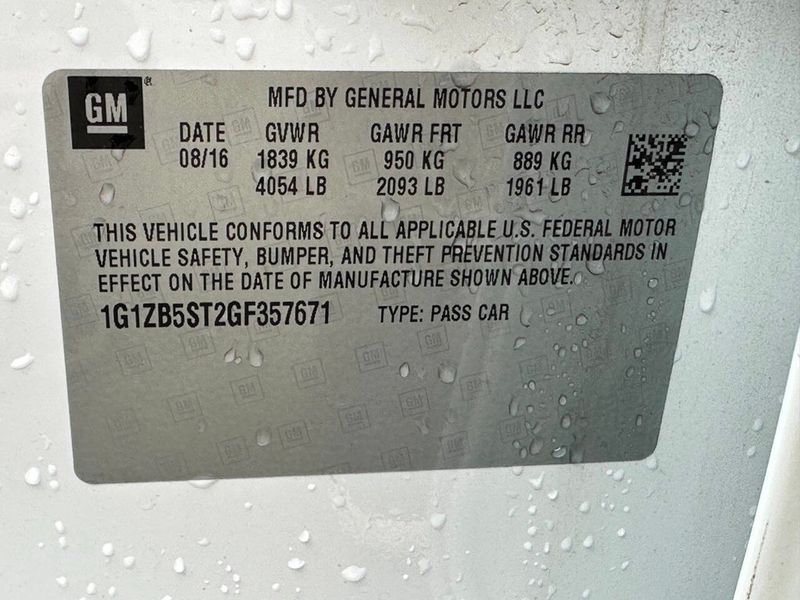 GM
MFD BY GENERAL MOTORS LLC
DATE GVWR GAWR FRT GAWR RR
08/16 1839 KG 950 KG 889 KG
4054 LB 2093 LB 1961 LB
THIS VEHICLE CONFORMS TO ALL APPLICABLE U.S. FEDERAL MOTOR
VEHICLE SAFETY, BUMPER, AND THEFT PREVENTION STANDARDS IN
EFFECT ON THE DATE OF MANUFACTURE SHOWN ABOVE.
1G1ZB5ST2GF357671 TYPE: PASS CAR